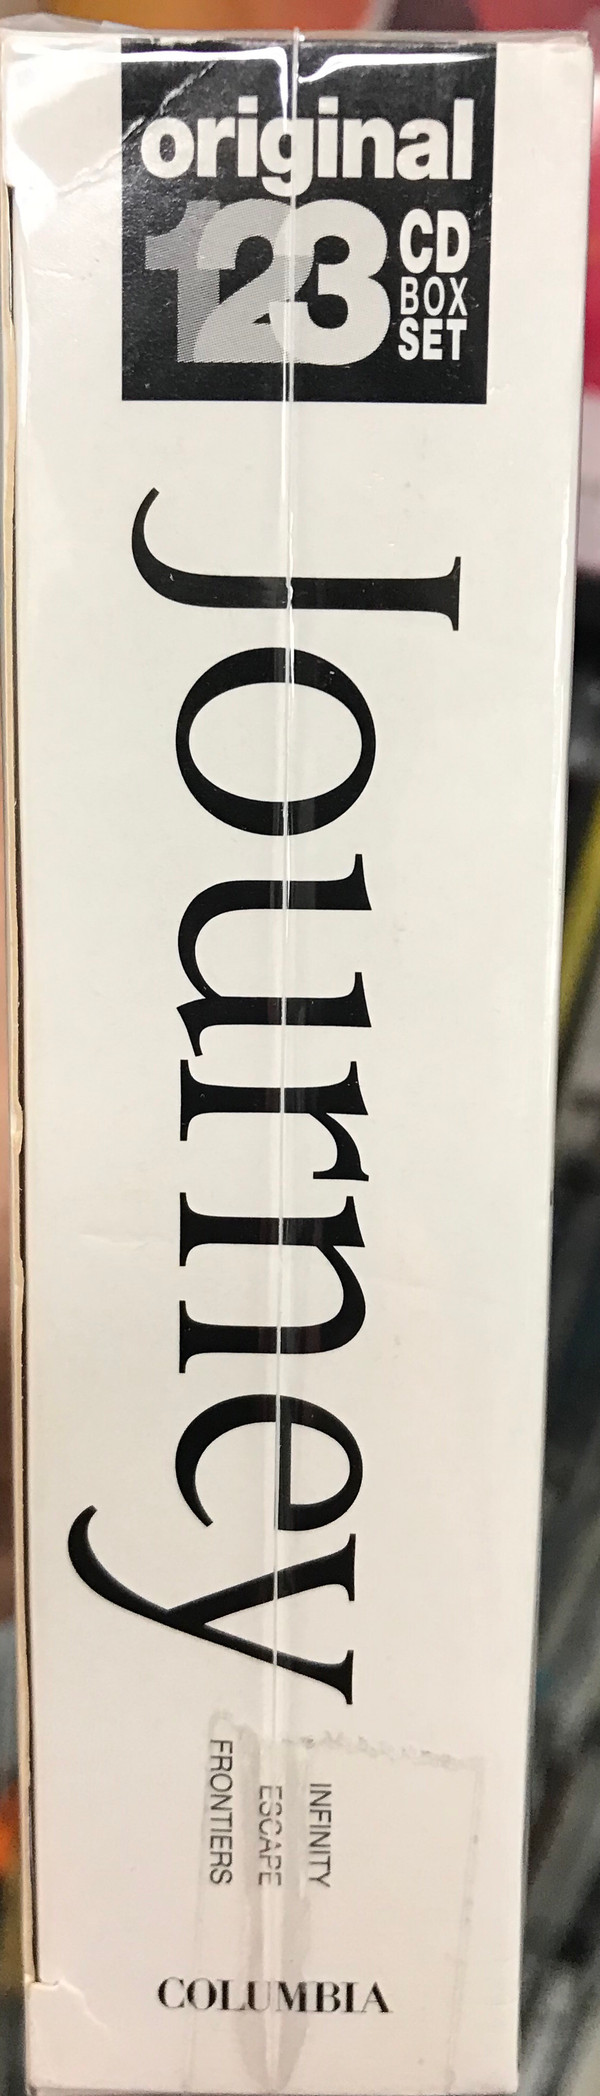 original
123 CD
BOX
SET
Journey
INFINITY
ESCAPE
FRONTIERS
COLUMBIA